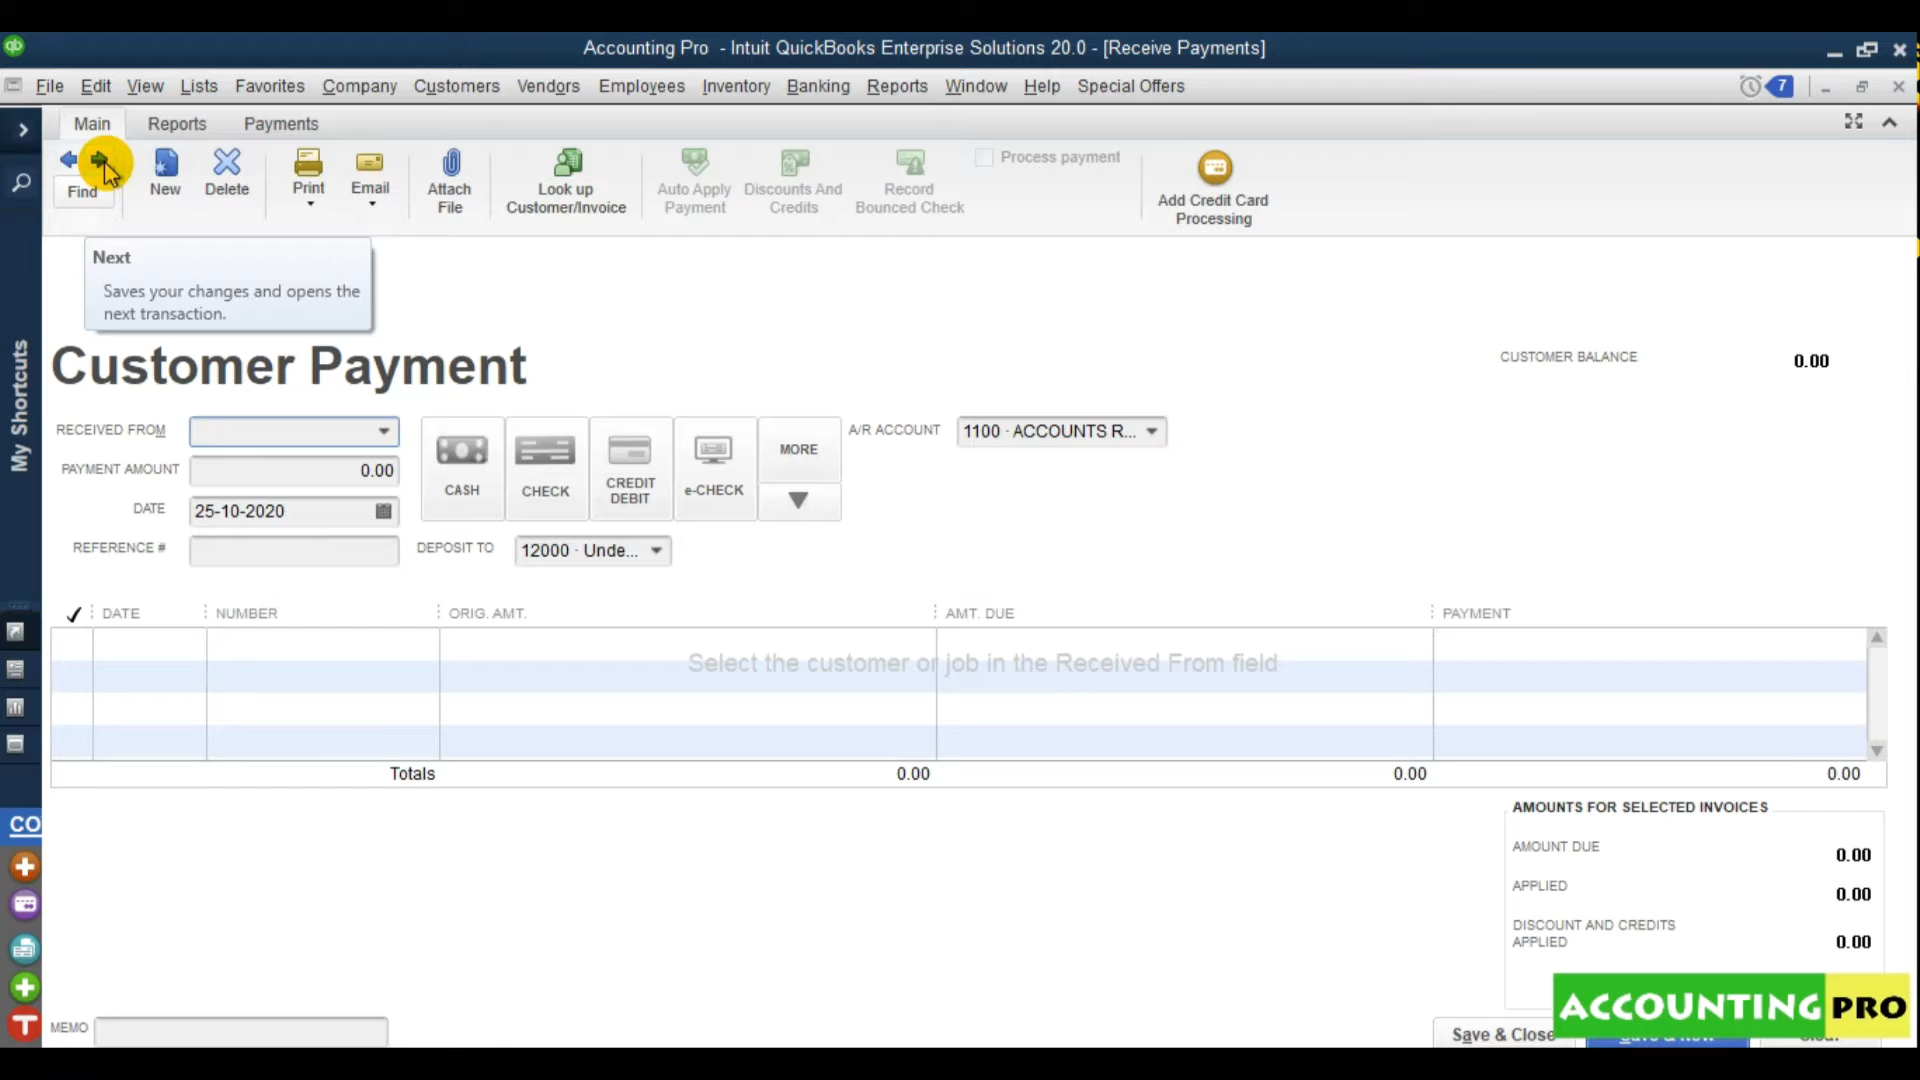 qb
Accounting Pro - Intuit QuickBooks Enterprise Solutions 20.0 - [Receive Payments]
File Edit View Lists Favorites Company Customers Vendors Employees Inventory Banking Reports Window Help Special Offers
7
Main Reports Payments
Find
New
Delete
Print
Email
Attach
File
Look up
Customer/Invoice
Auto Apply
Payment
Discounts And
Credits
Record
Bounced Check
Process payment
Add Credit Card
Processing
Next
Saves your changes and opens the
next transaction.
My Shortcuts
Customer Payment
CUSTOMER BALANCE 0.00
RECEIVED FROM
PAYMENT AMOUNT 0.00
DATE 25-10-2020
REFERENCE #
CASH
CHECK
CREDIT
DEBIT
e-CHECK
MORE
A/R ACCOUNT 1100 · ACCOUNTS R...
DEPOSIT TO 12000 · Unde...
DATE NUMBER ORIG. AMT. AMT. DUE PAYMENT
Select the customer or job in the Received From field
Totals 0.00 0.00 0.00
AMOUNTS FOR SELECTED INVOICES
AMOUNT DUE 0.00
APPLIED 0.00
DISCOUNT AND CREDITS
APPLIED 0.00
CO
T
MEMO
ACCOUNTING PRO
Save & Close